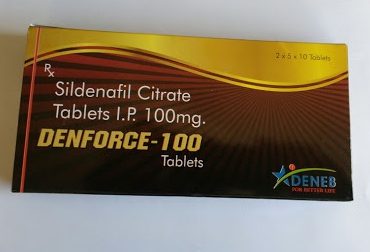 2 x 5 x 10 Tablets
Rx
Sildenafil Citrate
Tablets I.P. 100mg.
DENFORCE-100
Tablets
DENEB
FOR BETTER LIFE